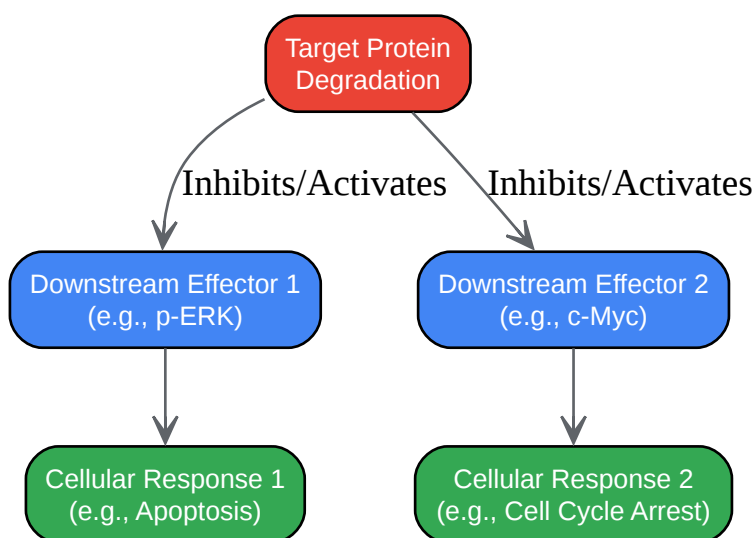 Target Protein
Degradation
Inhibits/Activates
Inhibits/Activates
Downstream Effector 1
(e.g., p-ERK)
Downstream Effector 2
(e.g., c-Myc)
Cellular Response 1
(e.g., Apoptosis)
Cellular Response 2
(e.g., Cell Cycle Arrest)